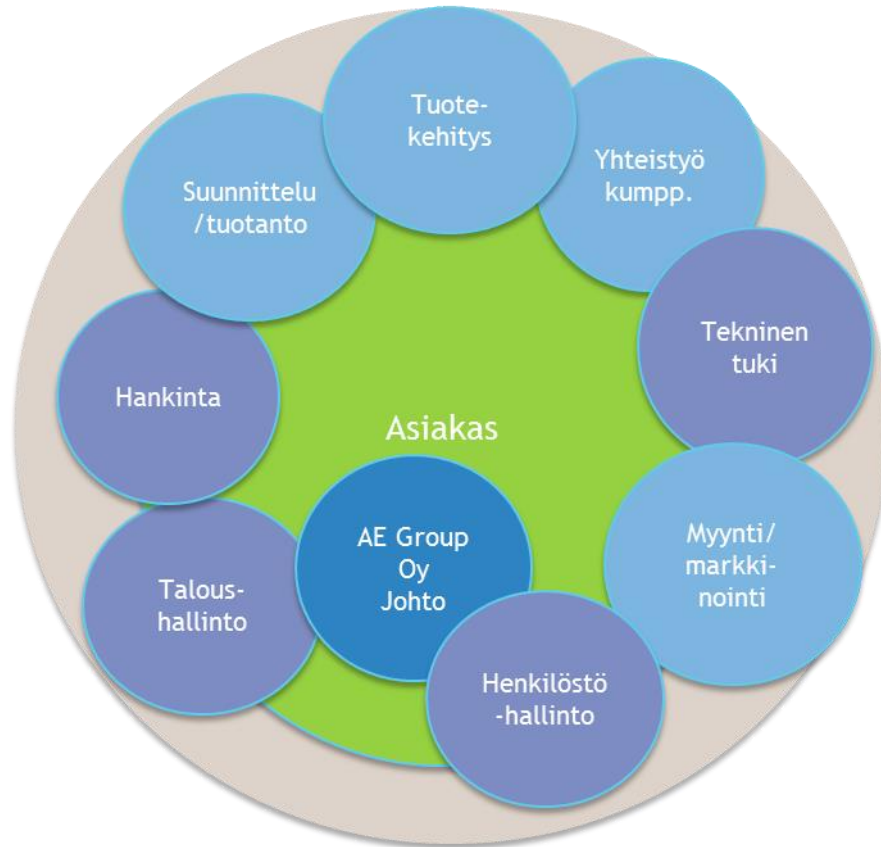 Tuote-
kehitys
Yhteistyö
kumpp.
Suunnittelu
/tuotanto
Tekninen
tuki
Hankinta
Asiakas
AE Group
Oy
Johto
Myynti/
markki-
nointi
Talous-
hallinto
Henkilöstö
-hallinto